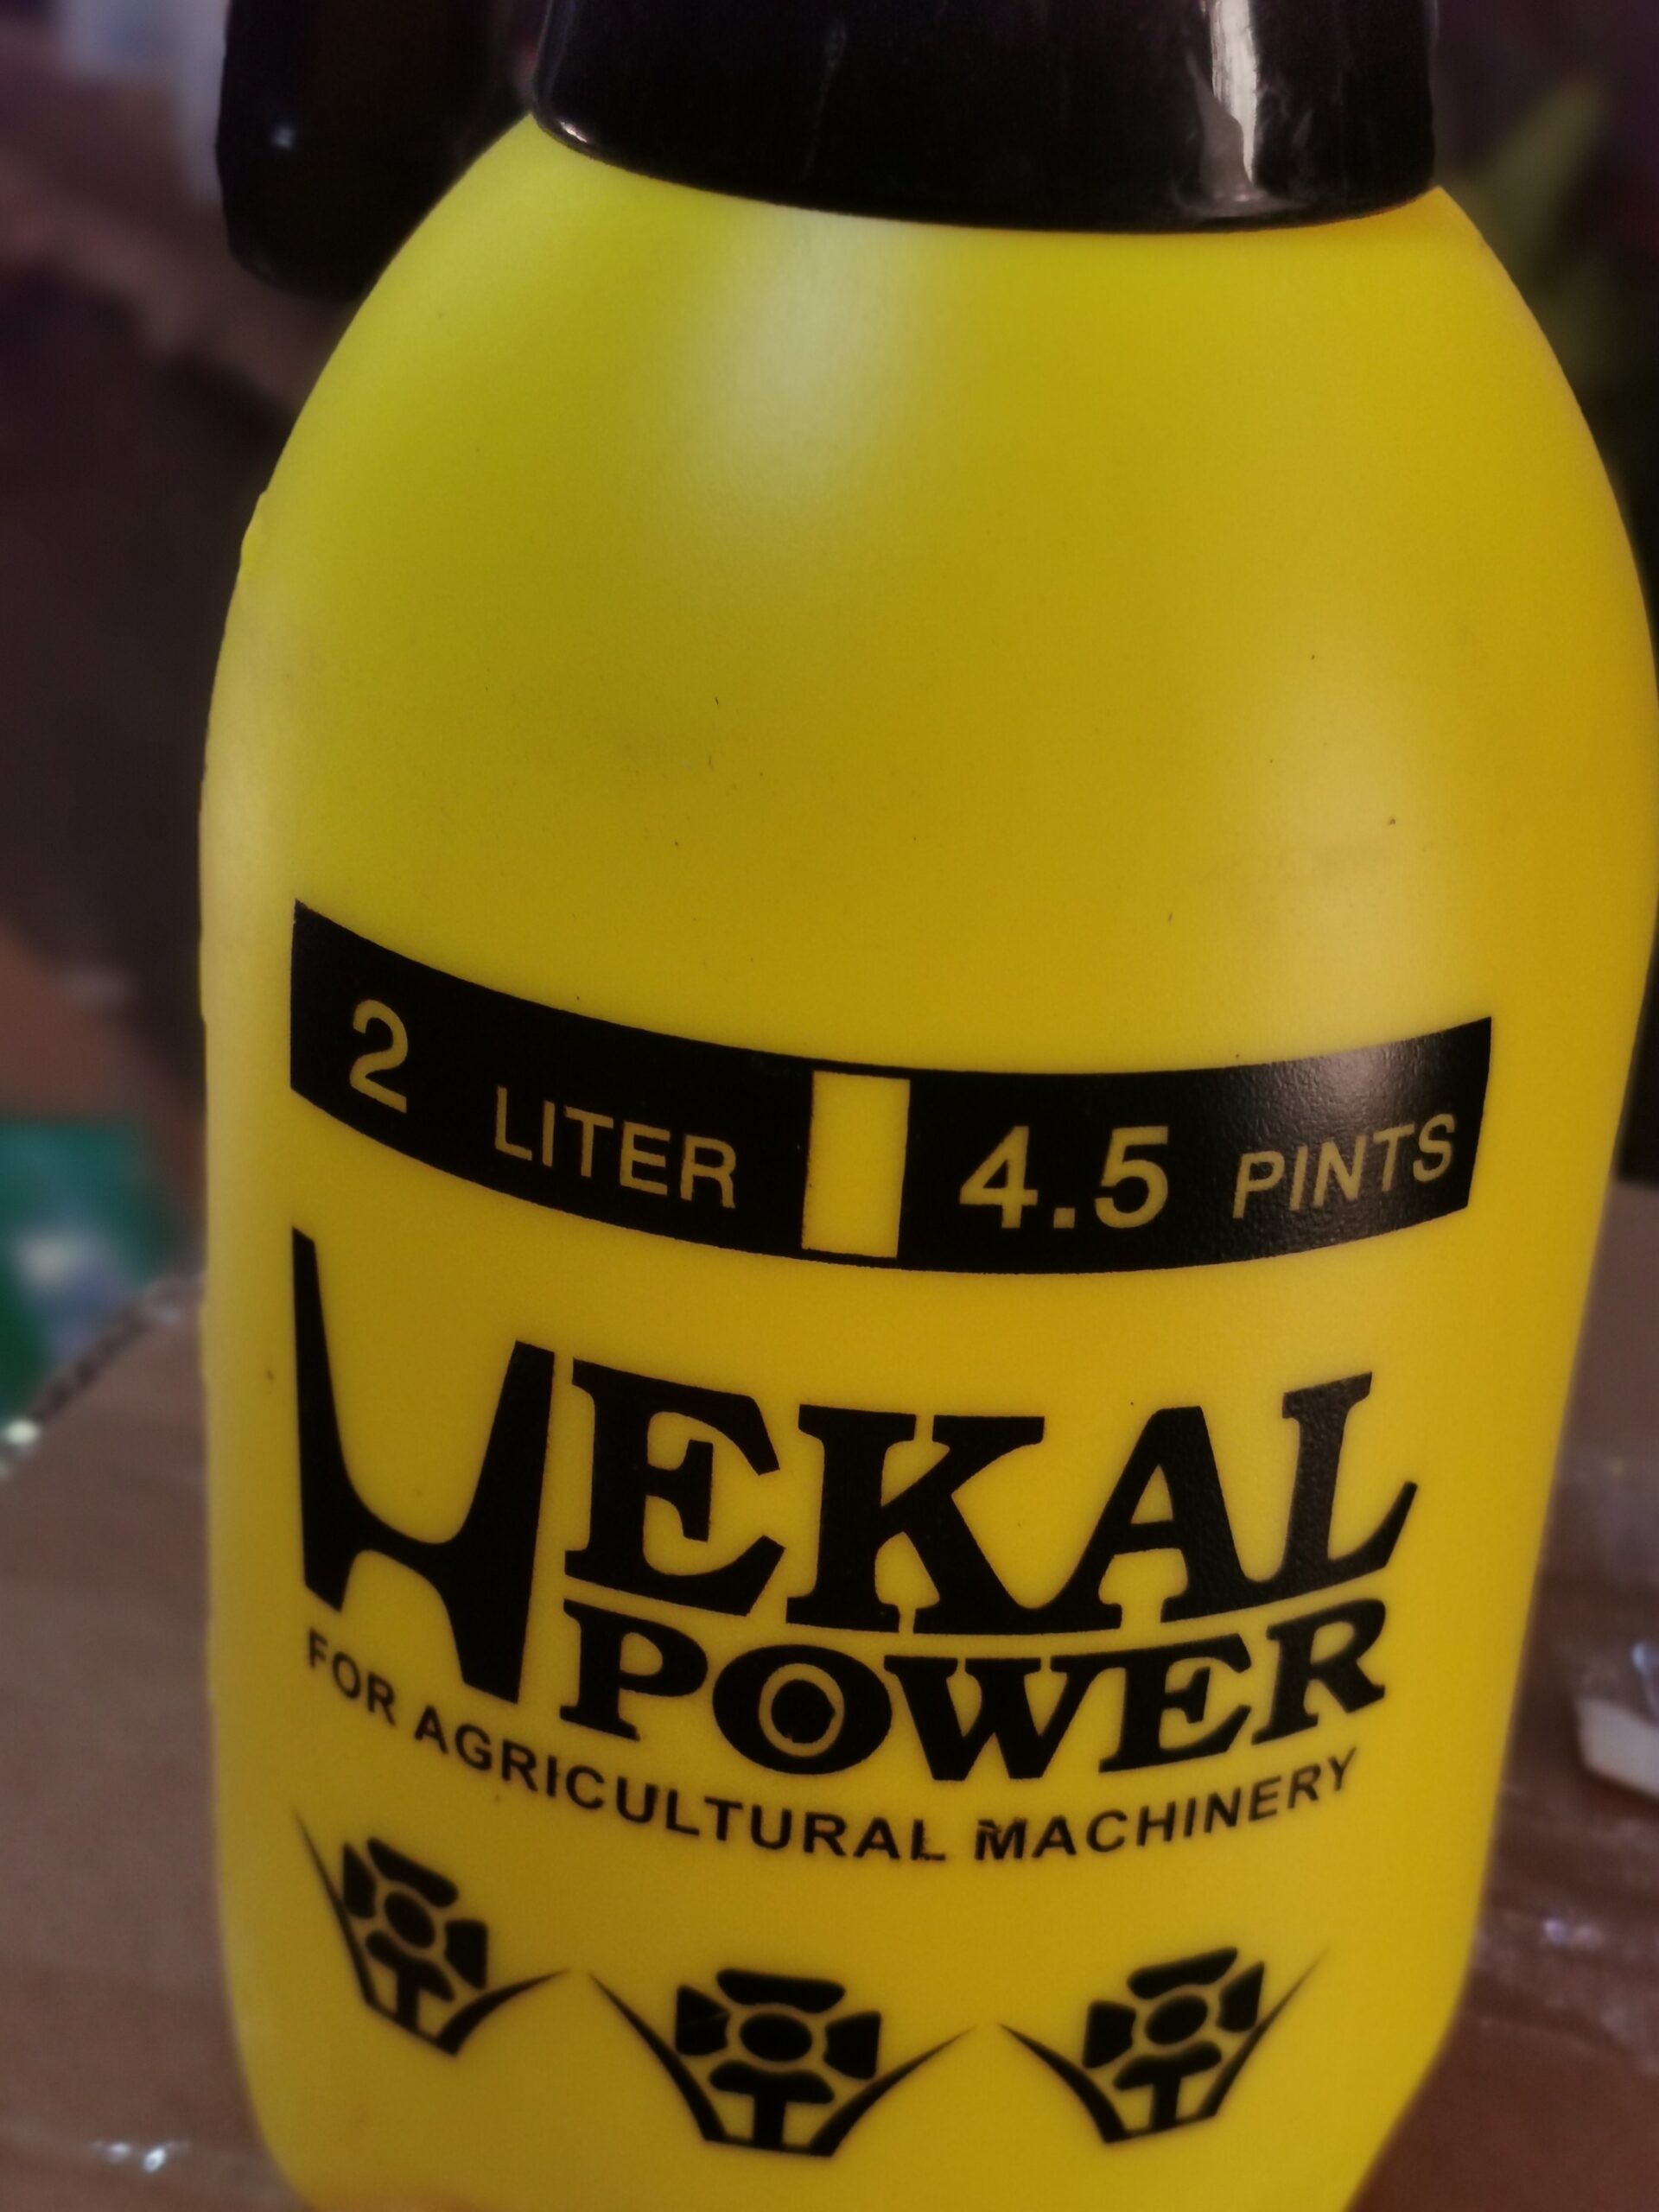 2 LITER 4.5 PINTS
HEKAL
POWER
FOR AGRICULTURAL MACHINERY